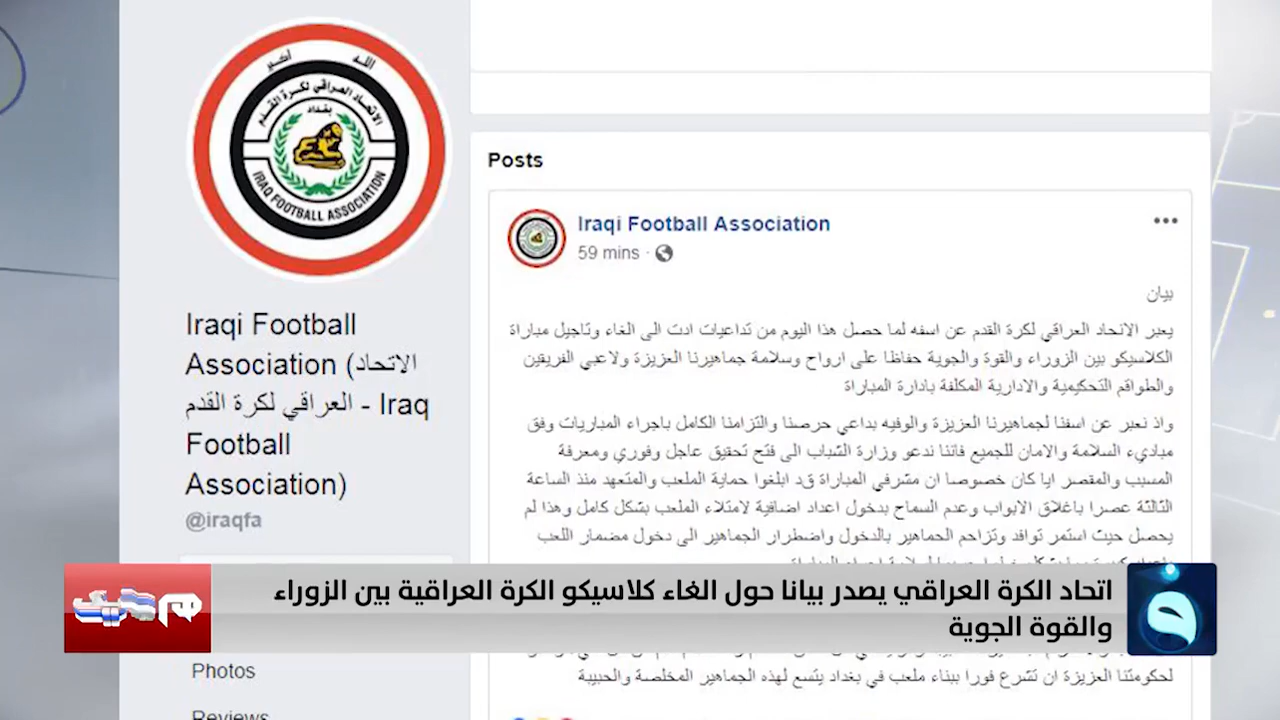 الله أكبر
الاتحاد العراقي لكرة القدم
بغداد
IRAQ FOOTBALL ASSOCIATION
Iraqi Football
Association (الاتحاد
العراقي لكرة القدم - Iraq
Football
Association)
@iraqfa
Photos
Reviews
Posts
Iraqi Football Association
59 mins ·
بيان
يعبر الاتحاد العراقي لكرة القدم عن اسفه لما حصل هذا اليوم من تداعيات ادت الى الغاء وتاجيل مباراة
الكلاسيكو بين الزوراء والقوة والجوية حفاظا على ارواح وسلامة جماهيرنا العزيزة ولاعبي الفريقين
والطواقم التحكيمية والادارية المكلفة بادارة المباراة
واذ نعبر عن اسفنا لجماهيرنا العزيزة والوفيه بداعي حرصنا والتزامنا الكامل باجراء المباريات وفق
مباديء السلامة والامان للجميع فاننا ندعو وزارة الشباب الى فتح تحقيق عاجل وفوري ومعرفة
المسبب والمقصر ايا كان خصوصا ان مشرفي المباراة قد ابلغوا حماية الملعب والمتعهد منذ الساعة
الثالثة عصرا باغلاق الابواب وعدم السماح بدخول اعداد اضافية لامتلاء الملعب بشكل كامل وهذا لم
يحصل حيث استمر توافد وتزاحم الجماهير بالدخول واضطرار الجماهير الى دخول مضمار اللعب
اتحاد الكرة العراقي يصدر بيانا حول الغاء كلاسيكو الكرة العراقية بين الزوراء
والقوة الجوية
لحكومتنا العزيزة ان تشرع فورا ببناء ملعب في بغداد يتسع لهذه الجماهير المخلصة والحبيبة